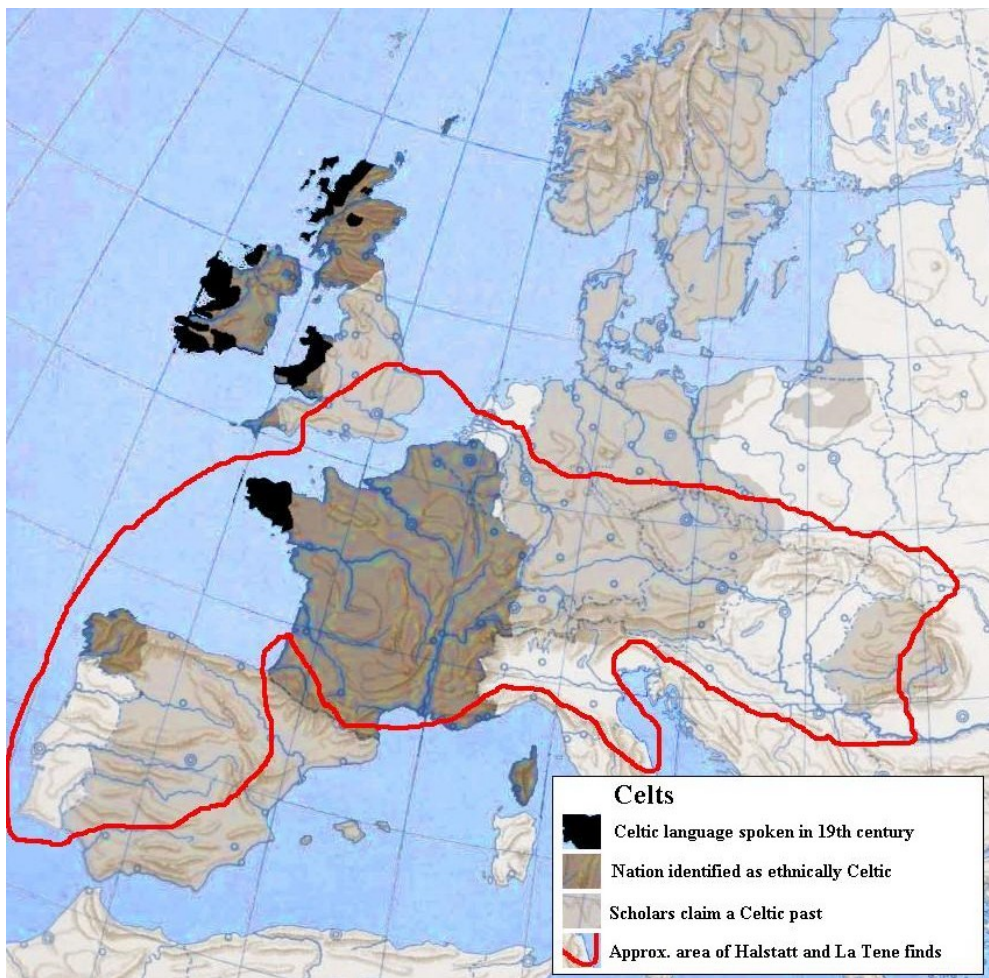 Celts
Celtic language spoken in 19th century
Nation identified as ethnically Celtic
Scholars claim a Celtic past
Approx. area of Halstatt and La Tene finds